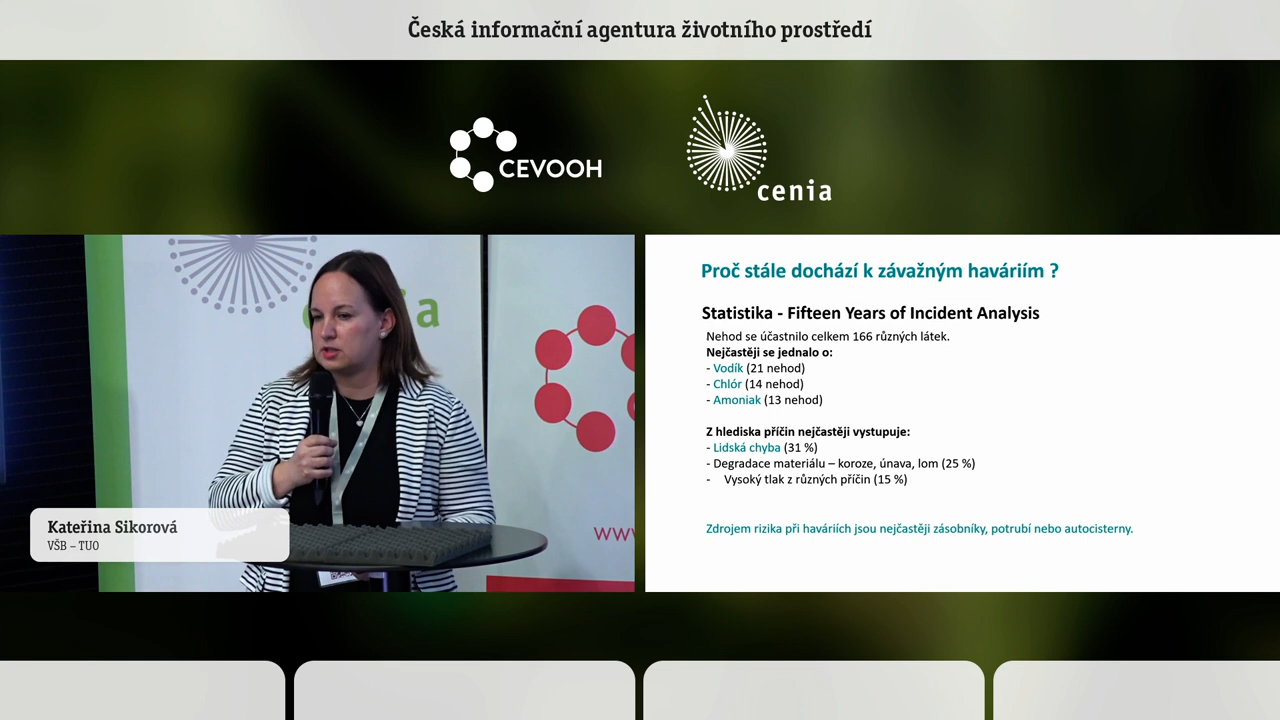 Česká informační agentura životního prostředí
CEVOOH
cenia
a
www
Kateřina Sikorová
VŠB – TUO
Proč stále dochází k závažným haváriím ?
Statistika - Fifteen Years of Incident Analysis
Nehod se účastnilo celkem 166 různých látek.
Nejčastěji se jednalo o:
- Vodík (21 nehod)
- Chlór (14 nehod)
- Amoniak (13 nehod)
Z hlediska příčin nejčastěji vystupuje:
- Lidská chyba (31 %)
- Degradace materiálu – koroze, únava, lom (25 %)
- Vysoký tlak z různých příčin (15 %)
Zdrojem rizika při haváriích jsou nejčastěji zásobníky, potrubí nebo autocisterny.